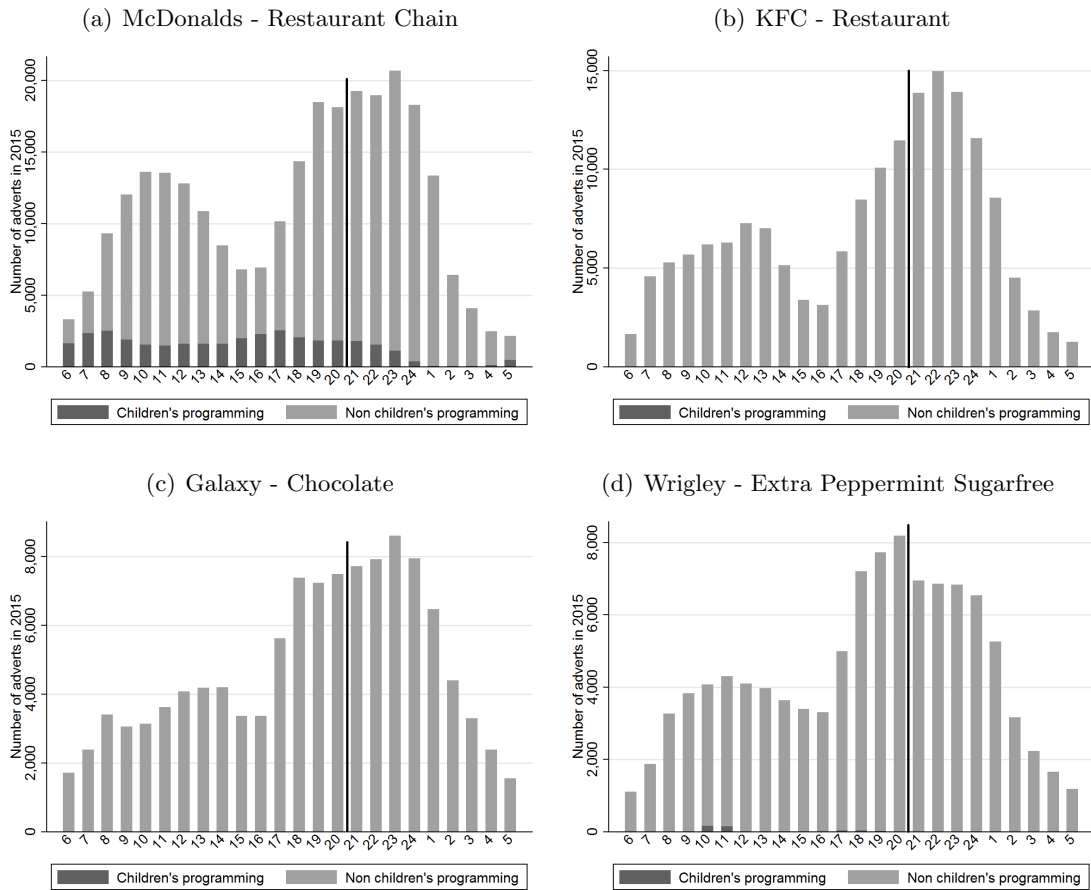 (a) McDonalds - Restaurant Chain
Number of adverts in 2015
20,000
15,000
10,000
5,000
0
6 7 8 9 10 11 12 13 14 15 16 17 18 19 20 21 22 23 24 1 2 3 4 5
Children's programming Non children's programming
(b) KFC - Restaurant
Number of adverts in 2015
15,000
10,000
5,000
0
6 7 8 9 10 11 12 13 14 15 16 17 18 19 20 21 22 23 24 1 2 3 4 5
Children's programming Non children's programming
(c) Galaxy - Chocolate
Number of adverts in 2015
8,000
6,000
4,000
2,000
0
6 7 8 9 10 11 12 13 14 15 16 17 18 19 20 21 22 23 24 1 2 3 4 5
Children's programming Non children's programming
(d) Wrigley - Extra Peppermint Sugarfree
Number of adverts in 2015
8,000
6,000
4,000
2,000
0
6 7 8 9 10 11 12 13 14 15 16 17 18 19 20 21 22 23 24 1 2 3 4 5
Children's programming Non children's programming